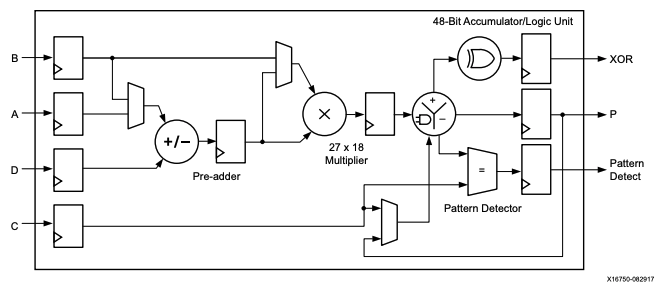 48-Bit Accumulator/Logic Unit
B
XOR
A
+/−
×
+
−
P
D
Pre-adder
27 x 18
Multiplier
=
Pattern
Detect
Pattern Detector
C
X16750-082917